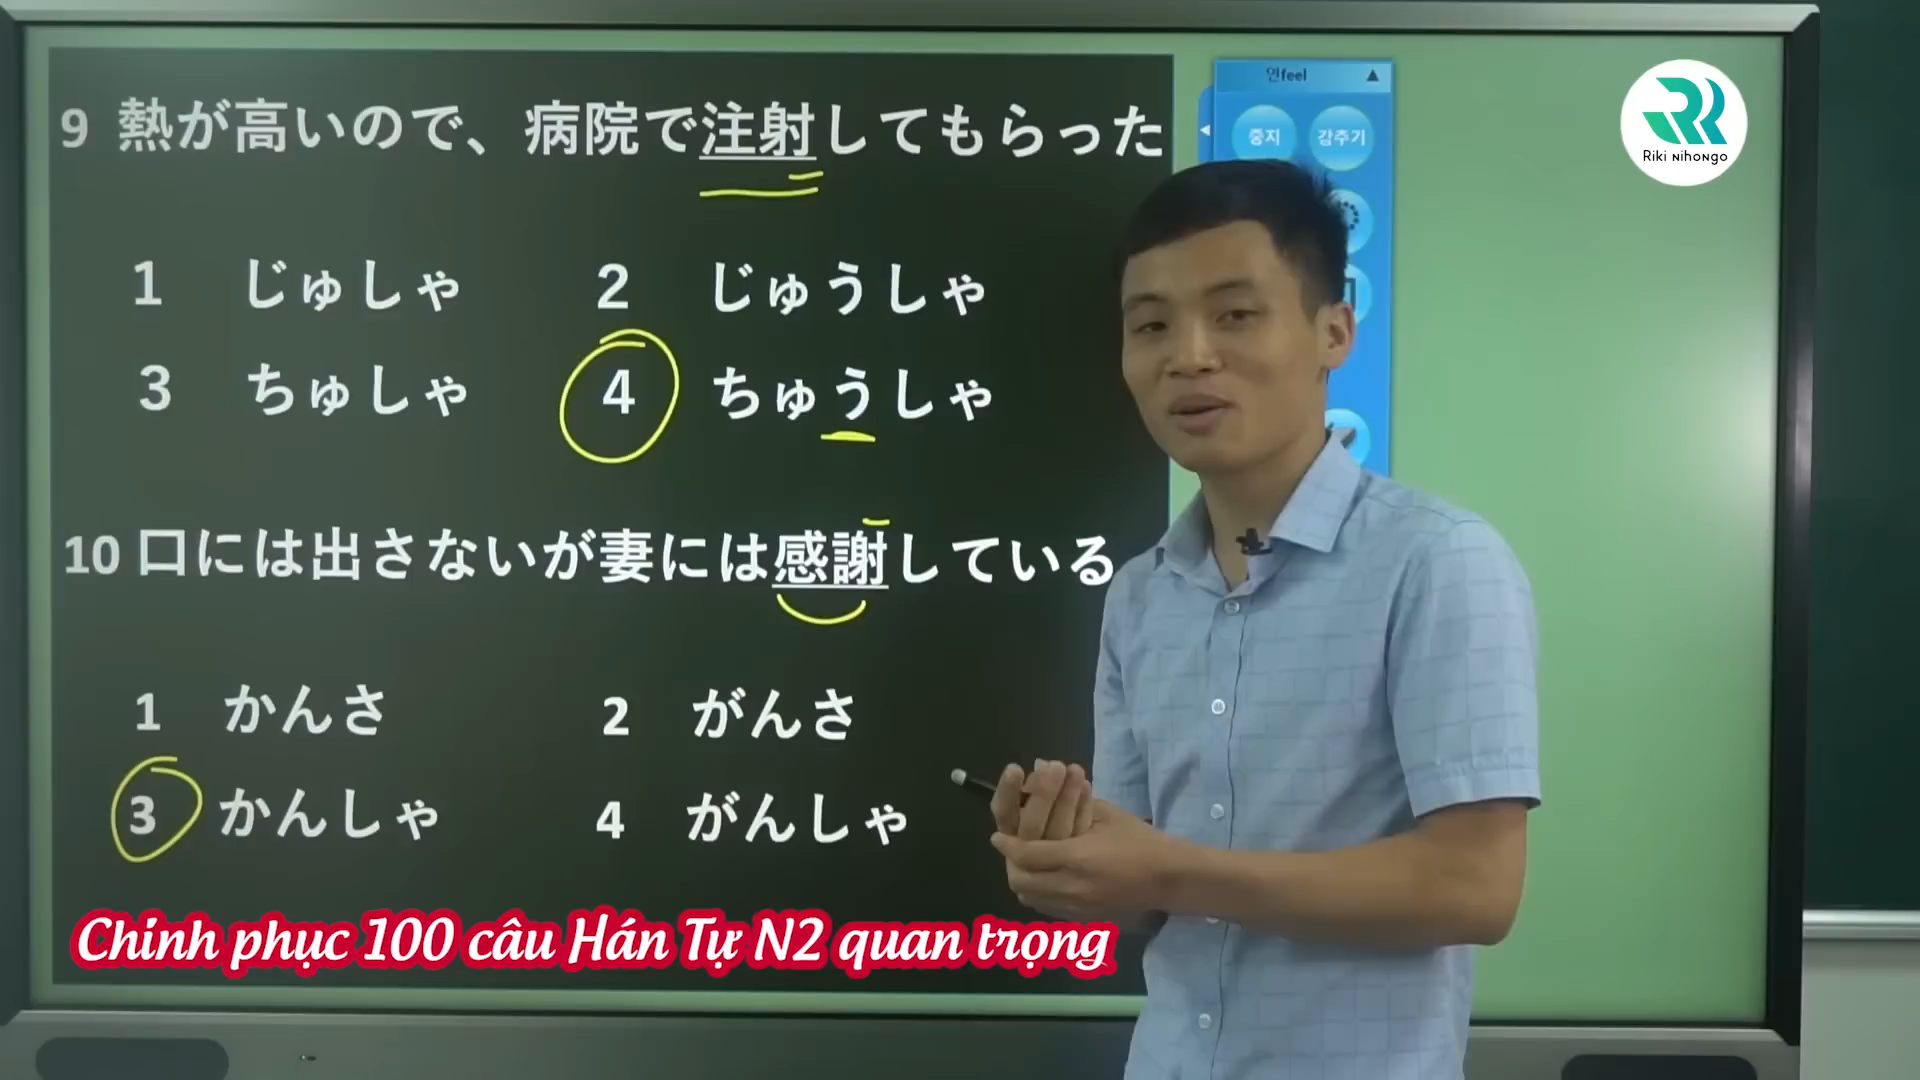 9 熱が高いので、病院で注射してもらった
1 じゅしゃ 2 じゅうしゃ
3 ちゅしゃ 4 ちゅうしゃ
10 口には出さないが妻には感謝している
1 かんさ 2 がんさ
3 かんしゃ 4 がんしゃ
Chinh phục 100 câu Hán Tự N2 quan trọng
중지 감추기
Riki Nihongo